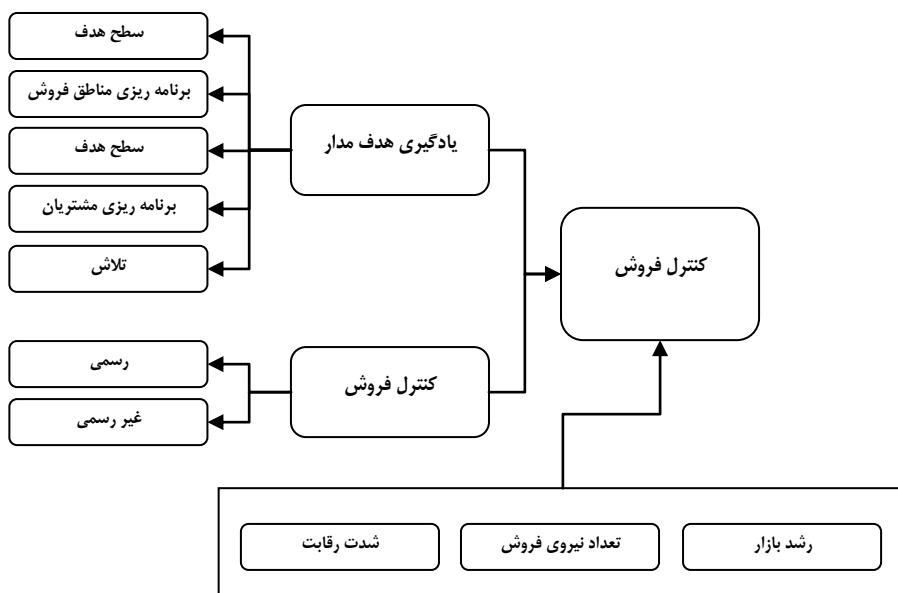 سطح هدف
برنامه ریزی مناطق فروش
سطح هدف
برنامه ریزی مشتریان
تلاش
یادگیری هدف مدار
کنترل فروش
رسمی
غیر رسمی
کنترل فروش
رشد بازار
تعداد نیروی فروش
شدت رقابت